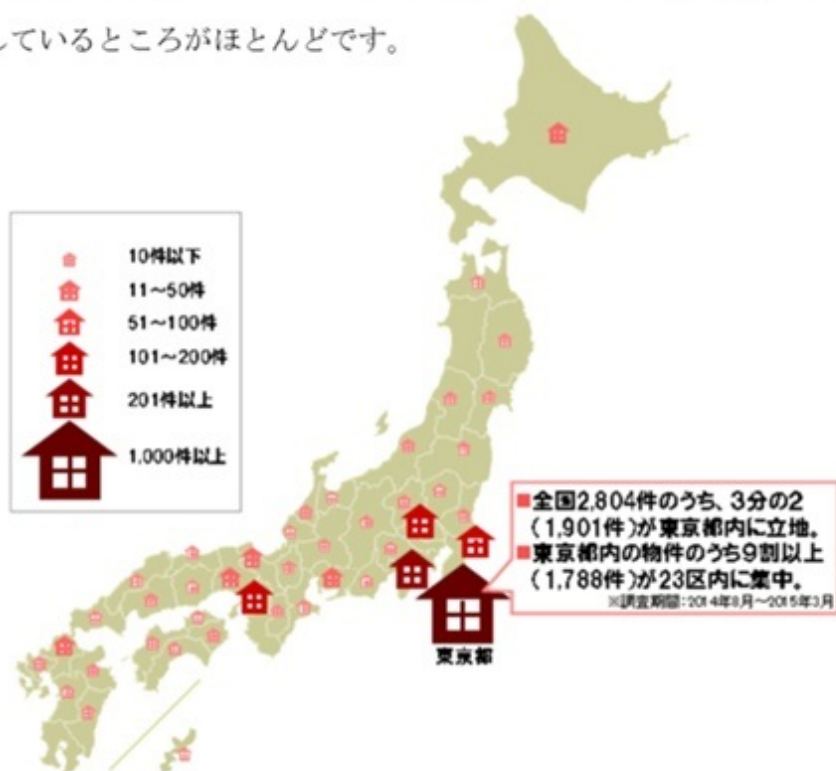 しているところがほとんどです。
10件以下
11～50件
51～100件
101～200件
201件以上
1,000件以上
■全国2,804件のうち、3分の2
（1,901件）が東京都内に立地。
■東京都内の物件のうち9割以上
（1,788件）が23区内に集中。
※調査期間：2014年8月～2015年3月
東京都